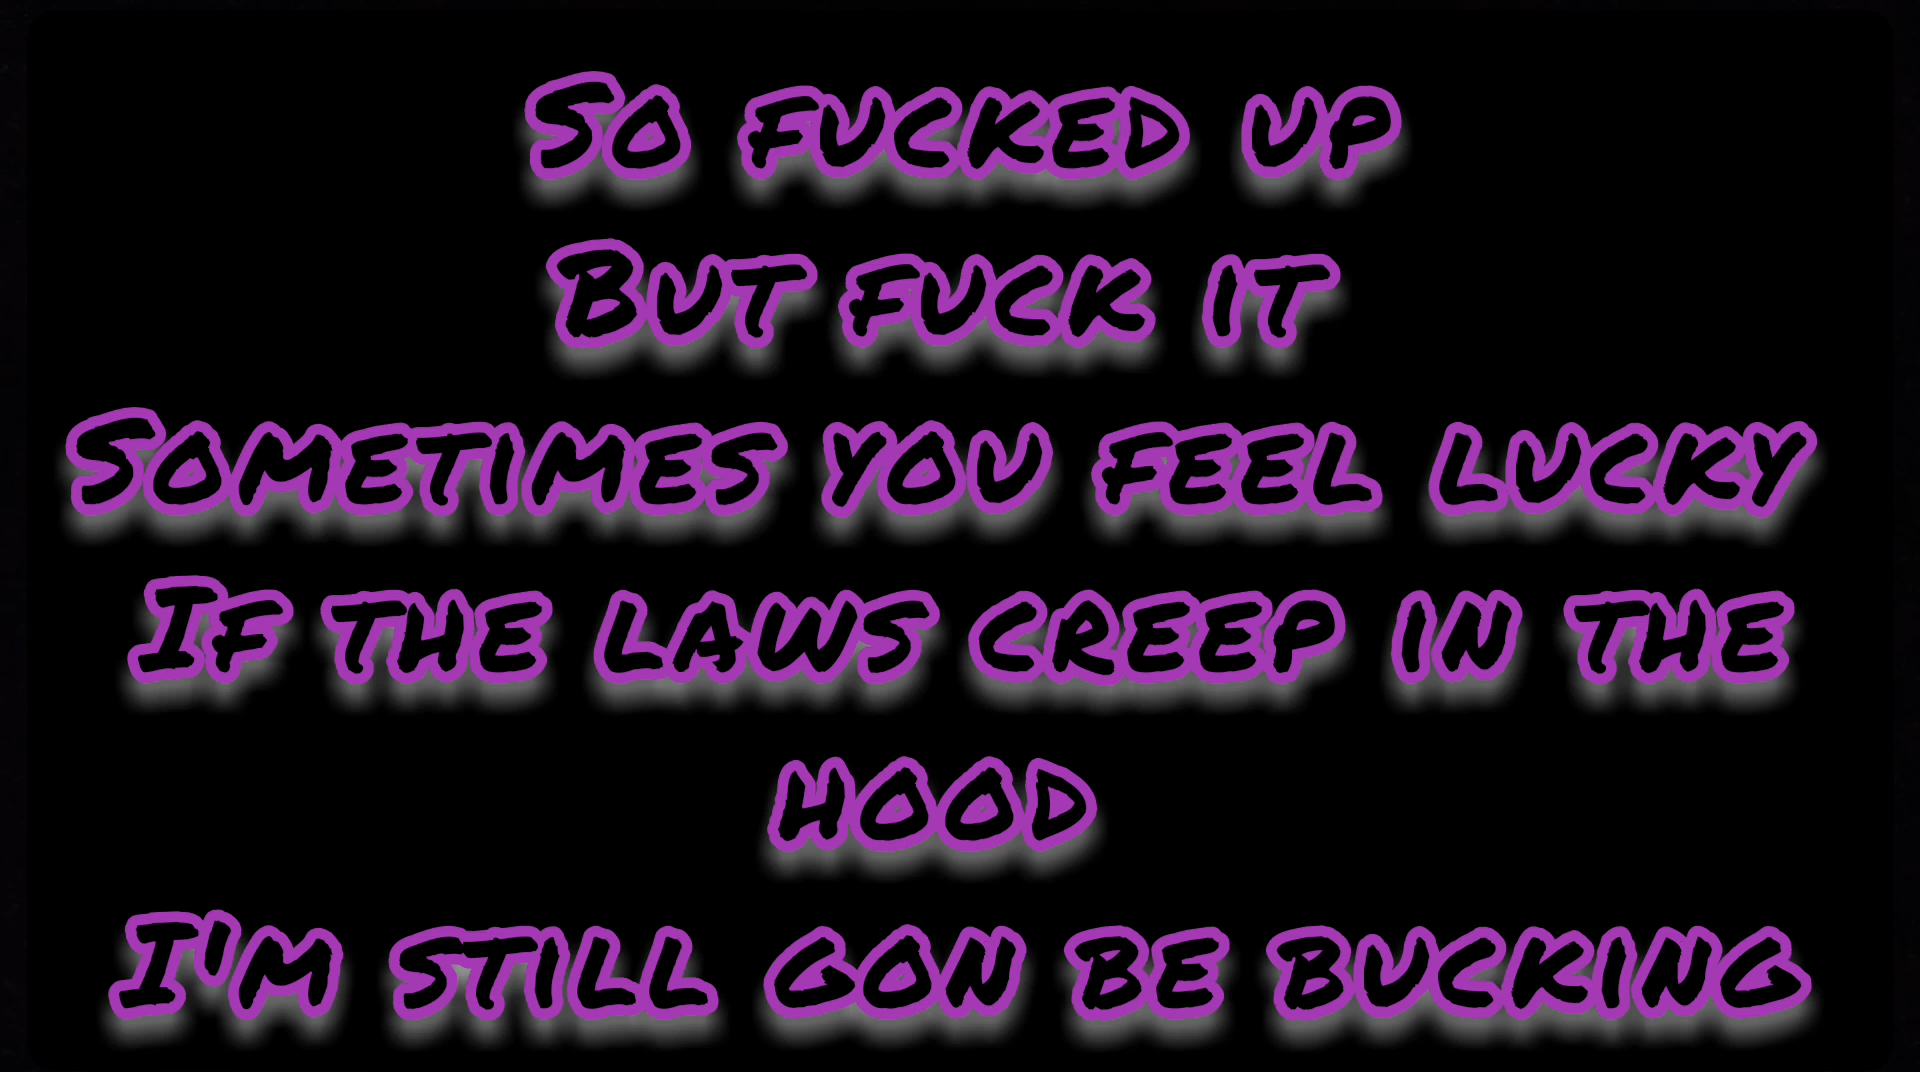 So fucked up
But fuck it
Sometimes you feel lucky
If the laws creep in the
hood
I'm still gon be bucking